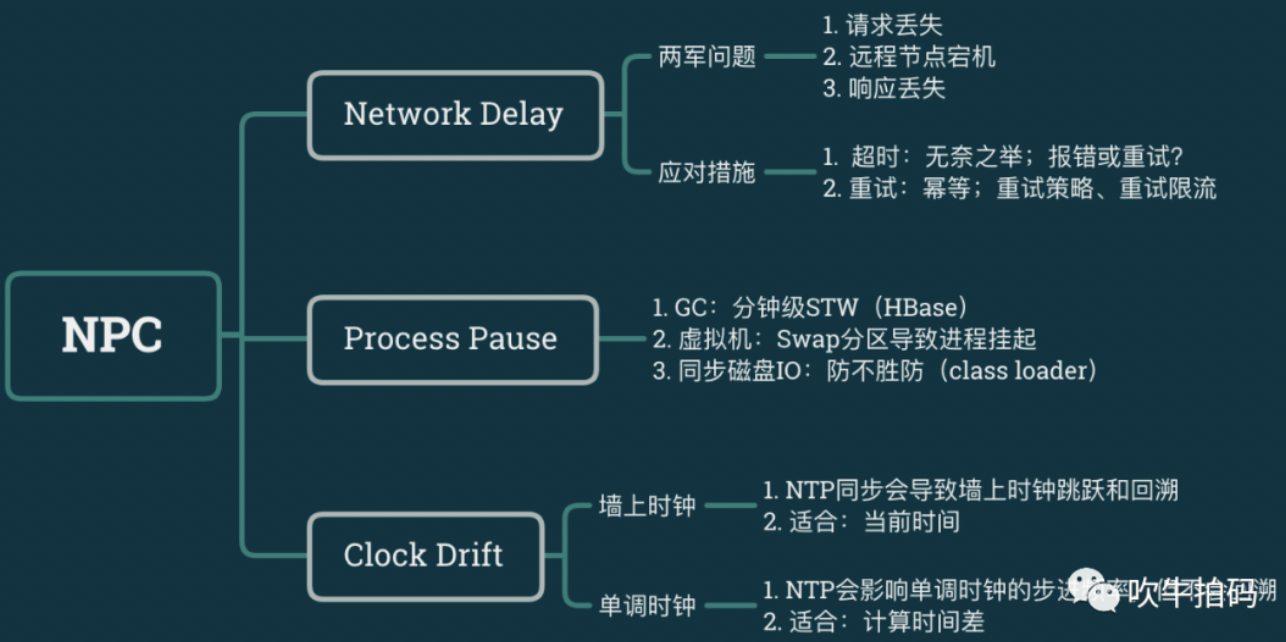 NPC
Network Delay
两军问题
1. 请求丢失
2. 远程节点宕机
3. 响应丢失
应对措施
1. 超时：无奈之举；报错或重试?
2. 重试：幂等；重试策略、重试限流
Process Pause
1. GC：分钟级STW（HBase）
2. 虚拟机：Swap分区导致进程挂起
3. 同步磁盘IO：防不胜防（class loader）
Clock Drift
墙上时钟
1. NTP同步会导致墙上时钟跳跃和回溯
2. 适合：当前时间
单调时钟
1. NTP会影响单调时钟的步进 率 溯
2. 适合：计算时间差
吹牛拍码